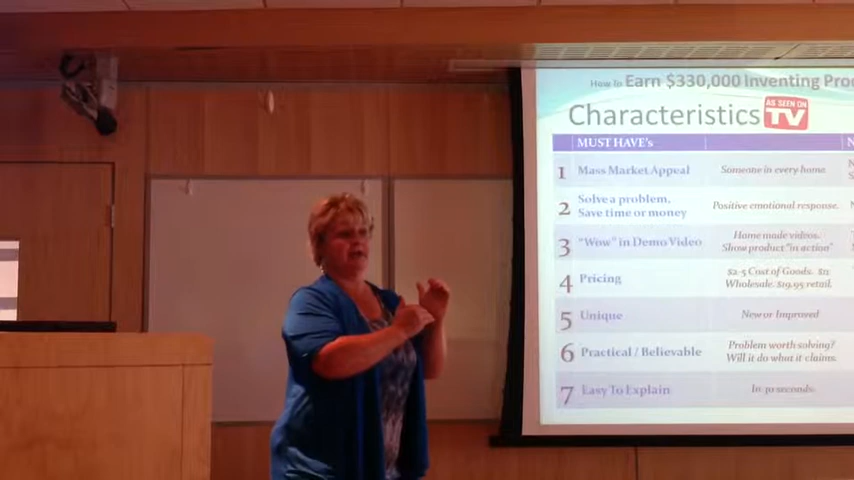 How To Earn $330,000 Inventing
Characteristics AS SEEN ON TV
MUST HAVE's
1 Mass Market Appeal Someone in every home.
2 Solve a problem, Save time or money Positive emotional response.
3 "Wow" in Demo Video Home made videos. Show product "in action"
4 Pricing $2-5 Cost of Goods. $11 Wholesale. $19.95 retail.
5 Unique New or Improved
6 Practical / Believable Problem worth solving? Will it do what it claims.
7 Easy To Explain In 30 seconds.